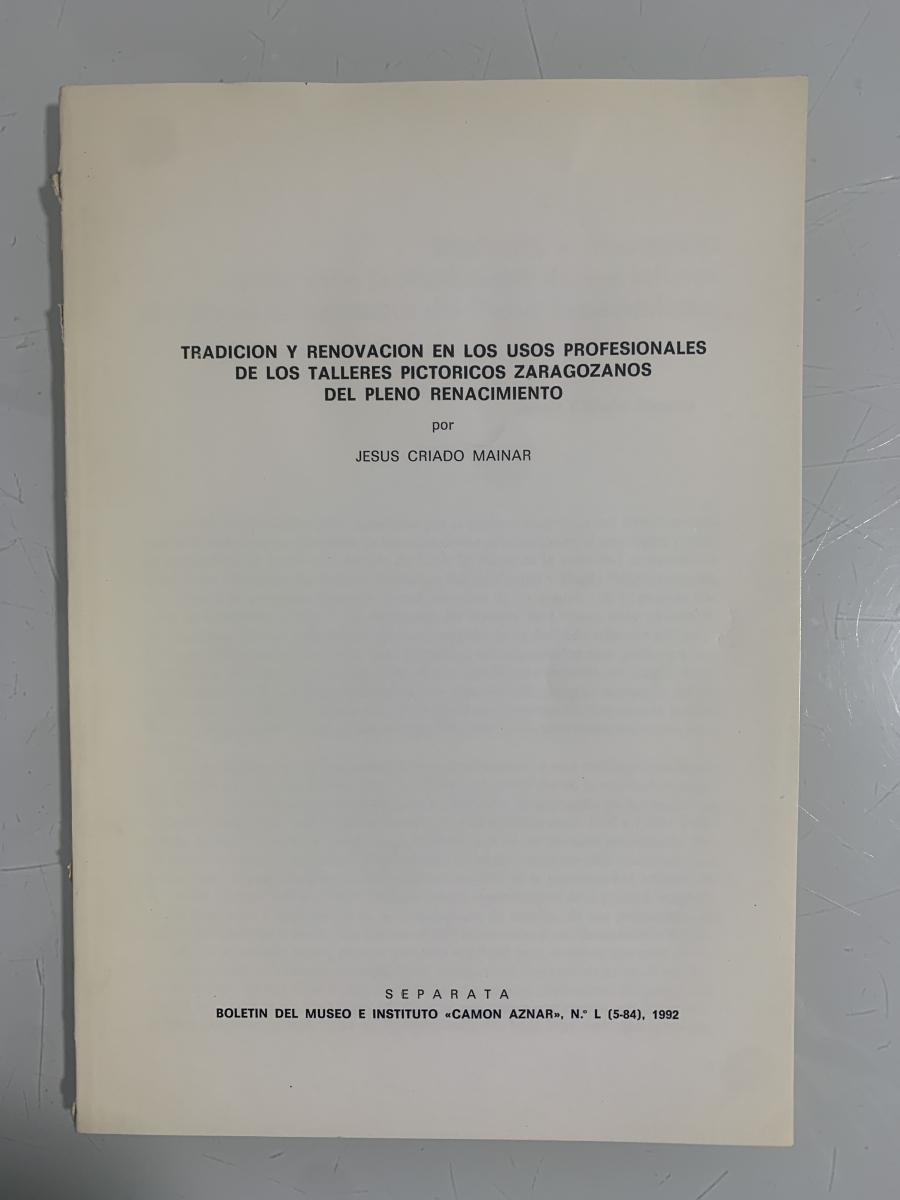 TRADICION Y RENOVACION EN LOS USOS PROFESIONALES
DE LOS TALLERES PICTORICOS ZARAGOZANOS
DEL PLENO RENACIMIENTO
por
JESUS CRIADO MAINAR
SEPARATA
BOLETIN DEL MUSEO E INSTITUTO «CAMON AZNAR», N.º L (5-84), 1992